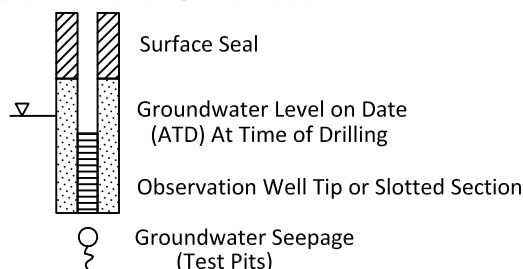 Surface Seal
Groundwater Level on Date
(ATD) At Time of Drilling
Observation Well Tip or Slotted Section
Groundwater Seepage
(Test Pits)